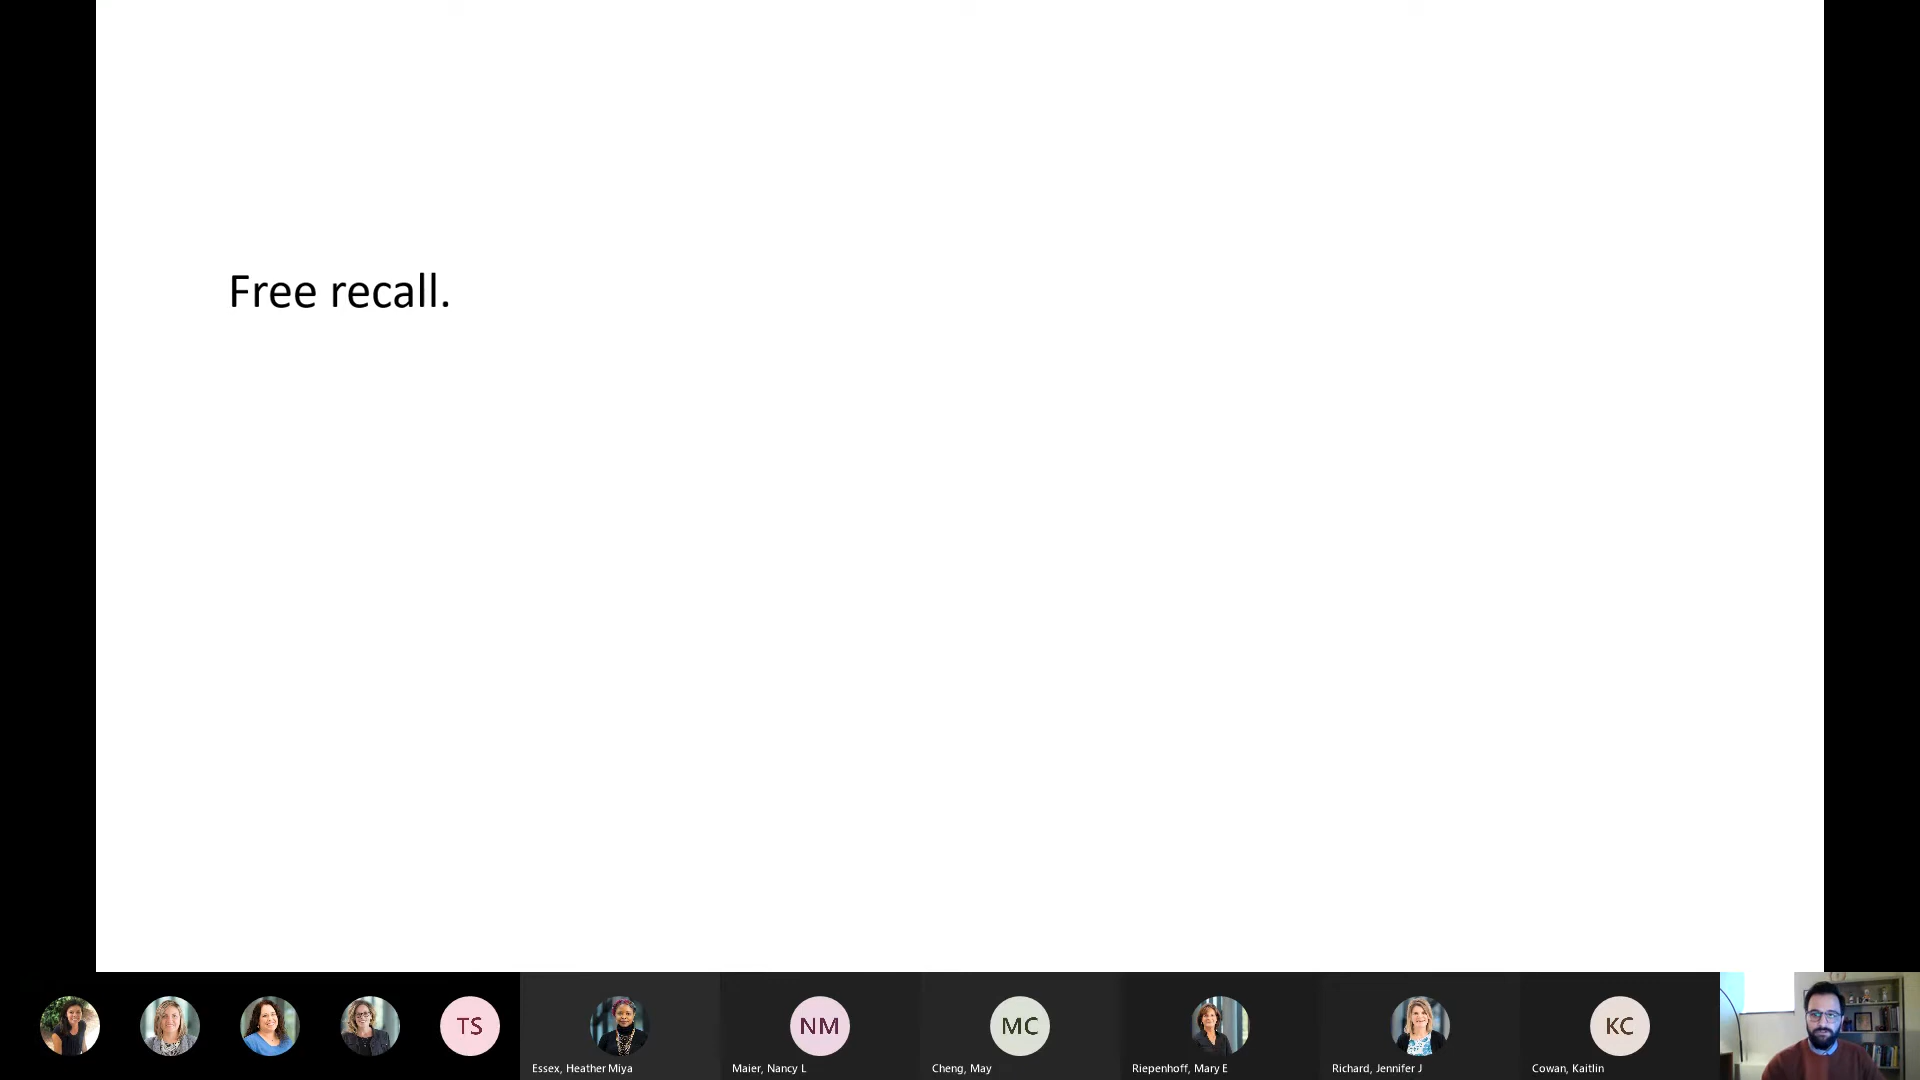 Free recall.
TS
NM
MC
KC
Essex, Heather Miya
Maier, Nancy L
Cheng, May
Riepenhoff, Mary E
Richard, Jennifer J
Cowan, Kaitlin